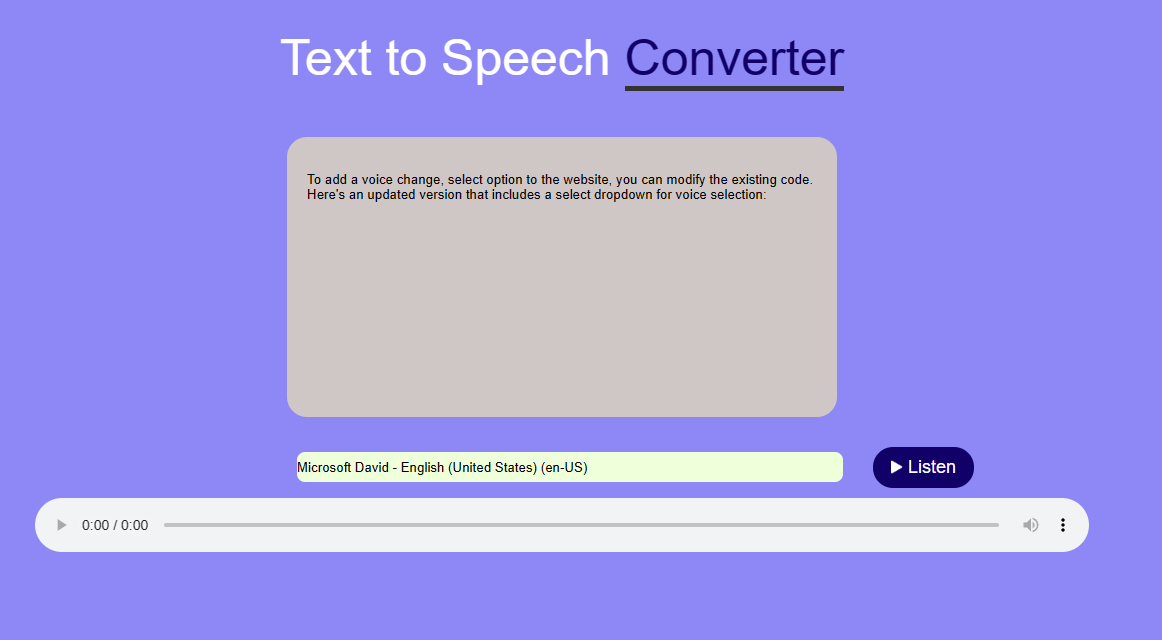 Text to Speech Converter
To add a voice change, select option to the website, you can modify the existing code.
Here's an updated version that includes a select dropdown for voice selection:
Microsoft David - English (United States) (en-US)
Listen
0:00 / 0:00